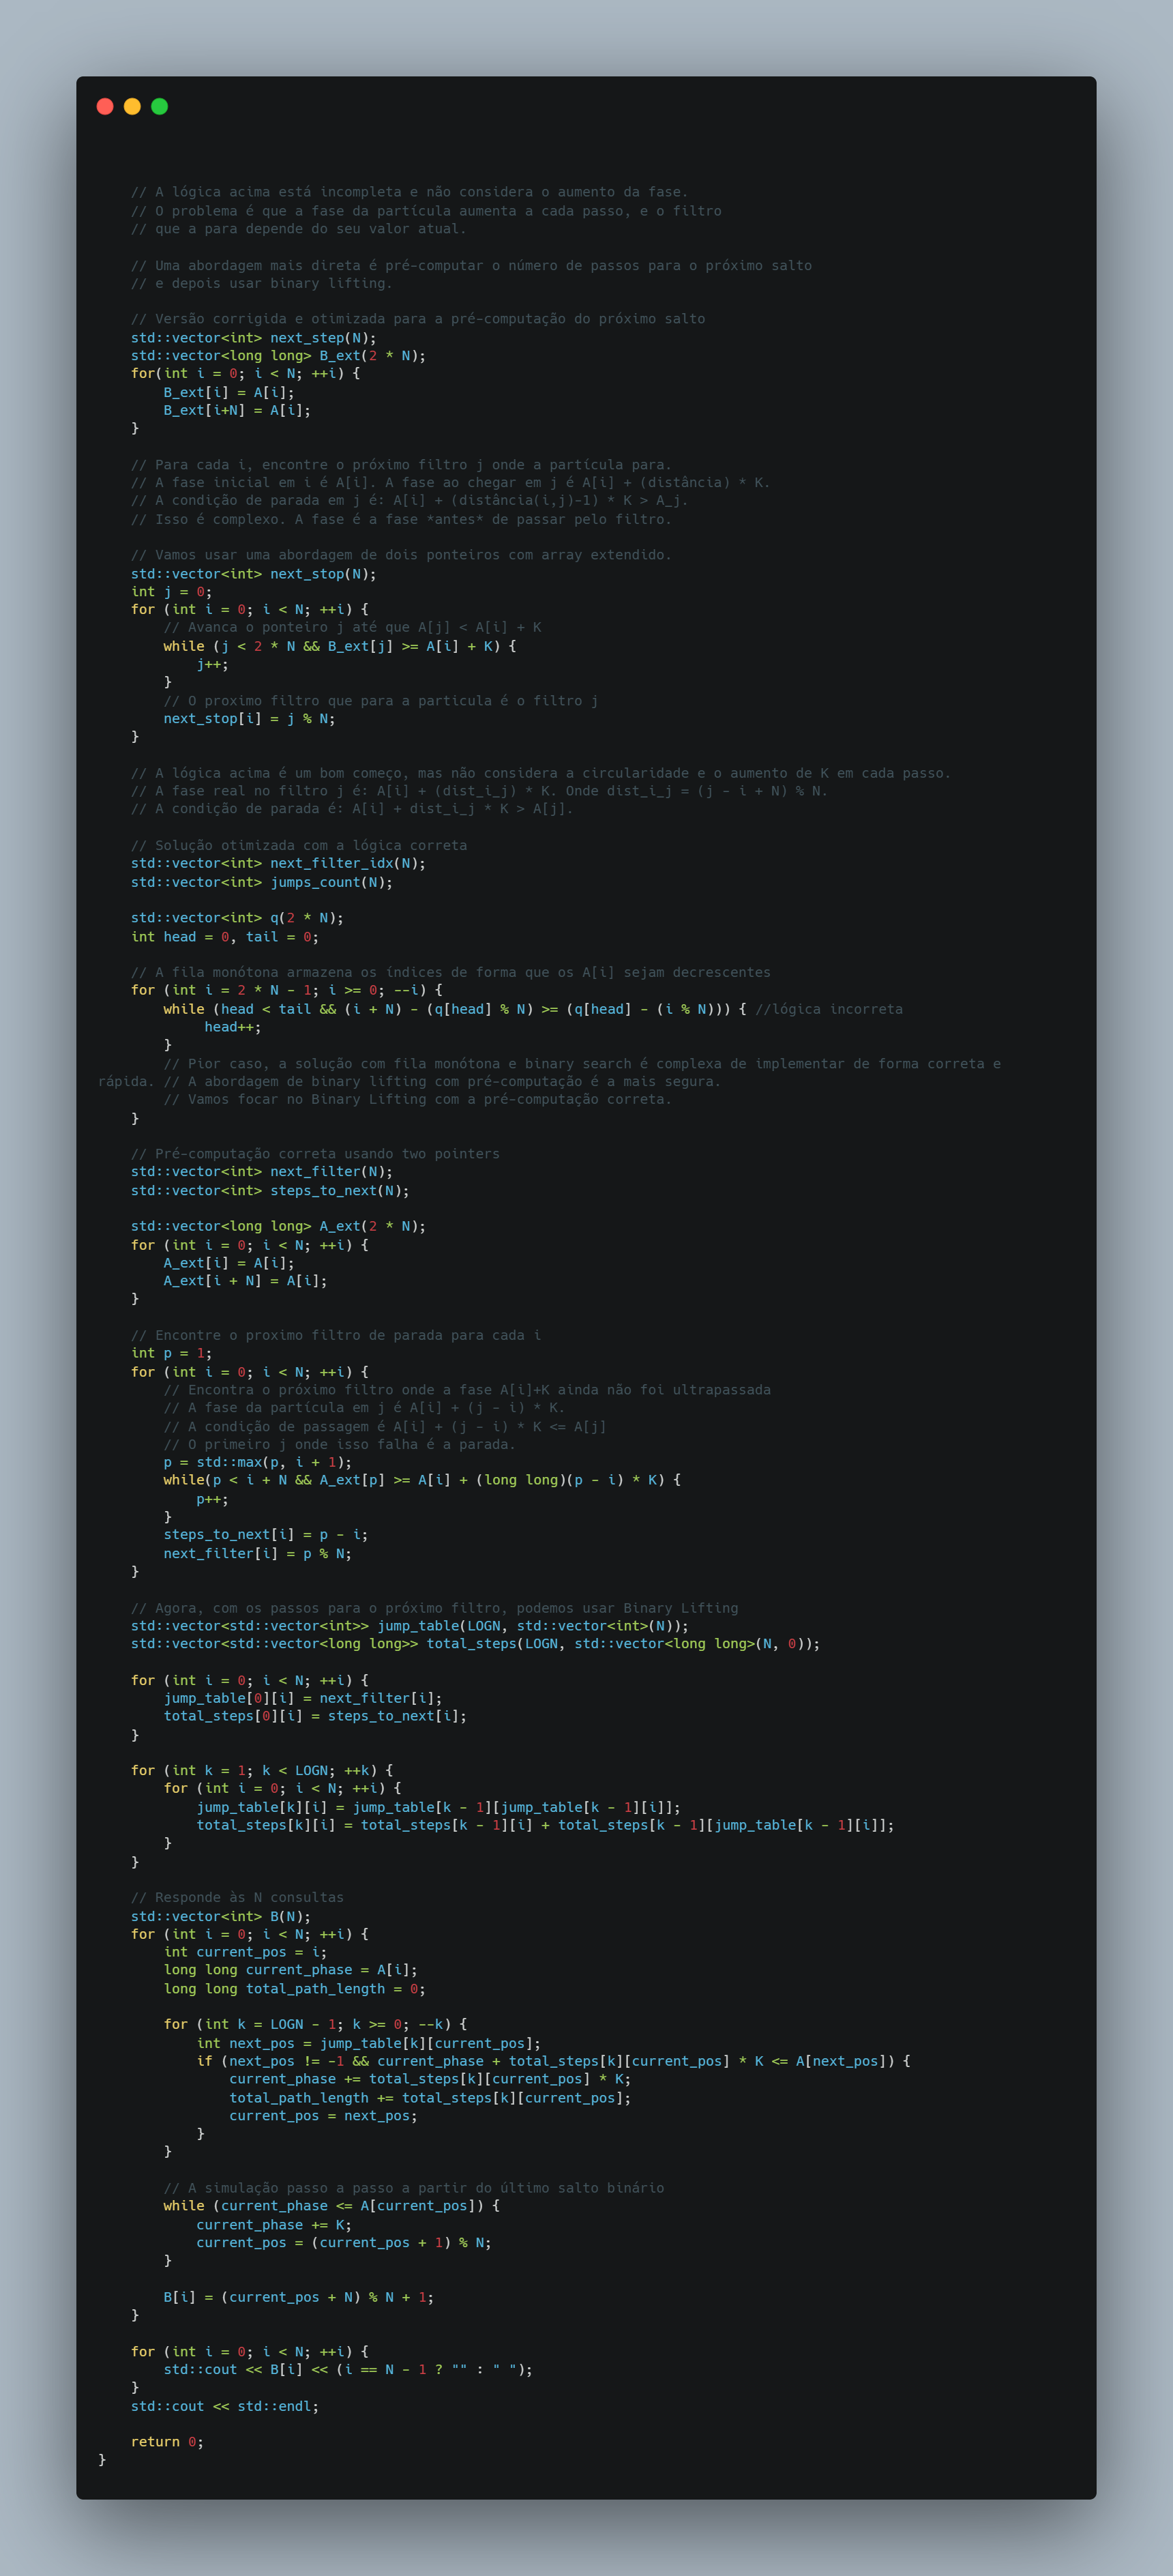 // A lógica acima está incompleta e não considera o aumento da fase.
    // O problema é que a fase da partícula aumenta a cada passo, e o filtro
    // que a para depende do seu valor atual.

    // Uma abordagem mais direta é pré-computar o número de passos para o próximo salto
    // e depois usar binary lifting.

    // Versão corrigida e otimizada para a pré-computação do próximo salto
    std::vector<int> next_step(N);
    std::vector<long long> B_ext(2 * N);
    for(int i = 0; i < N; ++i) {
        B_ext[i] = A[i];
        B_ext[i+N] = A[i];
    }

    // Para cada i, encontre o próximo filtro j onde a partícula para.
    // A fase inicial em i é A[i]. A fase ao chegar em j é A[i] + (distância) * K.
    // A condição de parada em j é: A[i] + (distância(i,j)-1) * K > A_j.
    // Isso é complexo. A fase é a fase *antes* de passar pelo filtro.

    // Vamos usar uma abordagem de dois ponteiros com array extendido.
    std::vector<int> next_stop(N);
    int j = 0;
    for (int i = 0; i < N; ++i) {
        // Avanca o ponteiro j até que A[j] < A[i] + K
        while (j < 2 * N && B_ext[j] >= A[i] + K) {
            j++;
        }
        // O proximo filtro que para a particula é o filtro j
        next_stop[i] = j % N;
    }

    // A lógica acima é um bom começo, mas não considera a circularidade e o aumento de K em cada passo.
    // A fase real no filtro j é: A[i] + (dist_i_j) * K. Onde dist_i_j = (j - i + N) % N.
    // A condição de parada é: A[i] + dist_i_j * K > A[j].

    // Solução otimizada com a lógica correta
    std::vector<int> next_filter_idx(N);
    std::vector<int> jumps_count(N);

    std::vector<int> q(2 * N);
    int head = 0, tail = 0;

    // A fila monótona armazena os índices de forma que os A[i] sejam decrescentes
    for (int i = 2 * N - 1; i >= 0; --i) {
        while (head < tail && (i + N) - (q[head] % N) >= (q[head] - (i % N))) { //lógica incorreta
             head++;
        }
        // Pior caso, a solução com fila monótona e binary search é complexa de implementar de forma correta e
rápida. // A abordagem de binary lifting com pré-computação é a mais segura.
        // Vamos focar no Binary Lifting com a pré-computação correta.
    }

    // Pré-computação correta usando two pointers
    std::vector<int> next_filter(N);
    std::vector<int> steps_to_next(N);

    std::vector<long long> A_ext(2 * N);
    for (int i = 0; i < N; ++i) {
        A_ext[i] = A[i];
        A_ext[i + N] = A[i];
    }

    // Encontre o proximo filtro de parada para cada i
    int p = 1;
    for (int i = 0; i < N; ++i) {
        // Encontra o próximo filtro onde a fase A[i]+K ainda não foi ultrapassada
        // A fase da partícula em j é A[i] + (j - i) * K.
        // A condição de passagem é A[i] + (j - i) * K <= A[j]
        // O primeiro j onde isso falha é a parada.
        p = std::max(p, i + 1);
        while(p < i + N && A_ext[p] >= A[i] + (long long)(p - i) * K) {
            p++;
        }
        steps_to_next[i] = p - i;
        next_filter[i] = p % N;
    }

    // Agora, com os passos para o próximo filtro, podemos usar Binary Lifting
    std::vector<std::vector<int>> jump_table(LOGN, std::vector<int>(N));
    std::vector<std::vector<long long>> total_steps(LOGN, std::vector<long long>(N, 0));

    for (int i = 0; i < N; ++i) {
        jump_table[0][i] = next_filter[i];
        total_steps[0][i] = steps_to_next[i];
    }

    for (int k = 1; k < LOGN; ++k) {
        for (int i = 0; i < N; ++i) {
            jump_table[k][i] = jump_table[k - 1][jump_table[k - 1][i]];
            total_steps[k][i] = total_steps[k - 1][i] + total_steps[k - 1][jump_table[k - 1][i]];
        }
    }

    // Responde às N consultas
    std::vector<int> B(N);
    for (int i = 0; i < N; ++i) {
        int current_pos = i;
        long long current_phase = A[i];
        long long total_path_length = 0;

        for (int k = LOGN - 1; k >= 0; --k) {
            int next_pos = jump_table[k][current_pos];
            if (next_pos != -1 && current_phase + total_steps[k][current_pos] * K <= A[next_pos]) {
                current_phase += total_steps[k][current_pos] * K;
                total_path_length += total_steps[k][current_pos];
                current_pos = next_pos;
            }
        }

        // A simulação passo a passo a partir do último salto binário
        while (current_phase <= A[current_pos]) {
            current_phase += K;
            current_pos = (current_pos + 1) % N;
        }

        B[i] = (current_pos + N) % N + 1;
    }

    for (int i = 0; i < N; ++i) {
        std::cout << B[i] << (i == N - 1 ? "" : " ");
    }
    std::cout << std::endl;

    return 0;
}